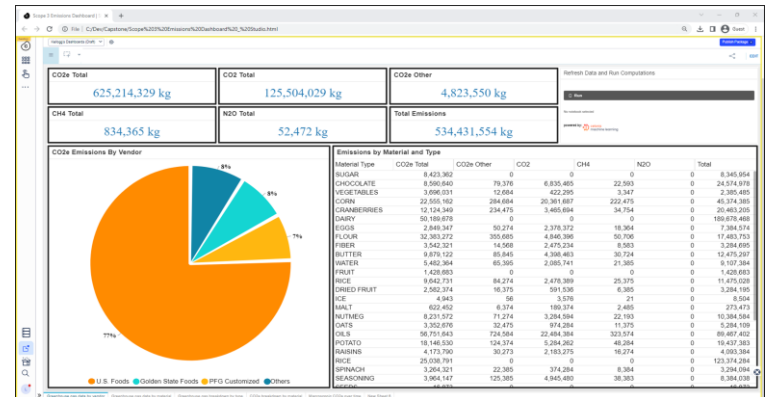 Scope 3 Emissions Dashboard |
File | C:/Dev/Capstone/Scope%203%20Emissions%20Dashboard%20_%20Studio.html
Guest
Publish Package
CO2e Total
625,214,329 kg
CO2 Total
125,504,029 kg
CO2e Other
4,823,550 kg
Refresh Data and Run Computations
CH4 Total
834,365 kg
N2O Total
52,472 kg
Total Emissions
534,431,554 kg
Run
powered by
machine learning
CO2e Emissions By Vendor
8%
8%
7%
77%
U.S. Foods Golden State Foods PFG Customized Others
Emissions by Material and Type
Material Type CO2e Total CO2e Other CO2 CH4 N2O Total
SUGAR 8,423,362 0 0 0 0 8,345,954
CHOCOLATE 8,590,640 79,376 6,835,465 22,593 0 24,574,978
VEGETABLES 3,696,031 12,684 422,295 3,347 0 2,385,485
CORN 22,555,162 284,684 20,361,687 222,475 0 45,374,385
CRANBERRIES 12,124,349 234,475 3,465,694 34,754 0 20,463,205
DAIRY 50,189,678 0 0 0 0 189,678,468
EGGS 2,849,347 50,274 2,378,372 18,364 0 7,384,574
FLOUR 32,383,272 355,685 4,846,396 50,706 0 17,483,753
FIBER 3,542,321 14,568 2,475,234 8,583 0 3,284,695
BUTTER 9,879,122 85,845 4,398,463 30,724 0 12,475,297
WATER 5,482,364 65,395 2,085,741 21,385 0 9,107,384
FRUIT 1,428,683 0 0 0 0 1,428,683
RICE 9,642,731 84,274 2,478,389 25,375 0 11,475,028
DRIED FRUIT 2,582,374 16,375 591,536 6,385 0 3,284,195
ICE 4,943 56 3,576 21 0 8,504
MALT 622,452 6,374 189,374 2,485 0 273,473
NUTMEG 8,231,572 71,274 3,284,594 22,193 0 10,384,584
OATS 3,352,676 32,475 974,284 11,375 0 5,284,109
OILS 56,751,643 724,584 22,484,384 323,574 0 89,467,402
POTATO 18,146,530 124,374 5,284,262 48,284 0 19,437,383
RAISINS 4,173,790 30,273 2,183,275 16,274 0 4,093,384
RICE 25,038,791 0 0 0 0 123,374,284
SPINACH 3,264,321 22,385 374,284 8,384 0 3,294,094
SEASONING 3,964,147 125,385 4,945,480 38,383 0 8,384,038